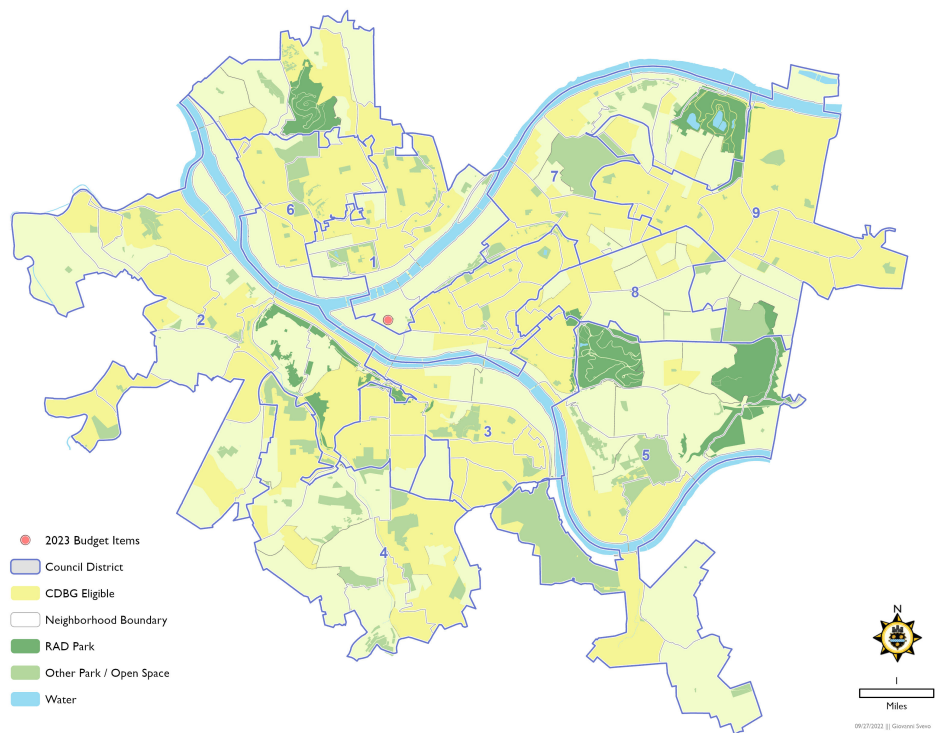 7
9
6
1
8
2
3
5
4
2023 Budget Items
Council District
CDBG Eligible
Neighborhood Boundary
RAD Park
Other Park / Open Space
Water
N
1
Miles
09/27/2022 || Giovanni Svevo